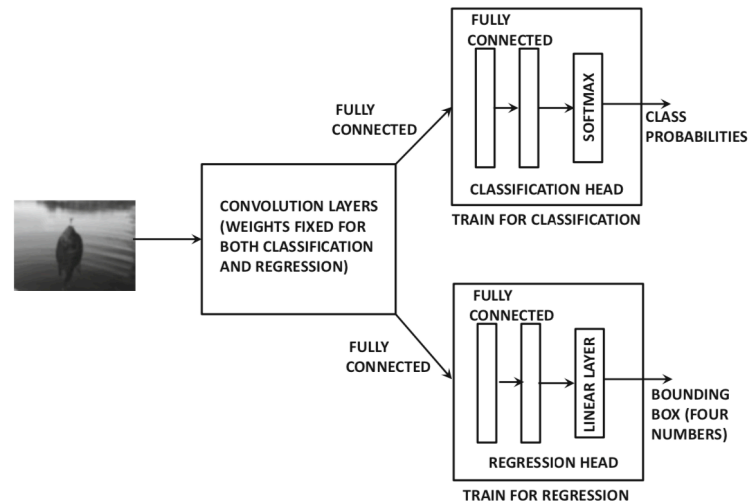 FULLY
CONNECTED
SOFTMAX
CLASSIFICATION HEAD
TRAIN FOR CLASSIFICATION
CLASS
PROBABILITIES
FULLY
CONNECTED
CONVOLUTION LAYERS
(WEIGHTS FIXED FOR
BOTH CLASSIFICATION
AND REGRESSION)
FULLY
CONNECTED
FULLY
CONNECTED
LINEAR LAYER
REGRESSION HEAD
TRAIN FOR REGRESSION
BOUNDING
BOX (FOUR
NUMBERS)